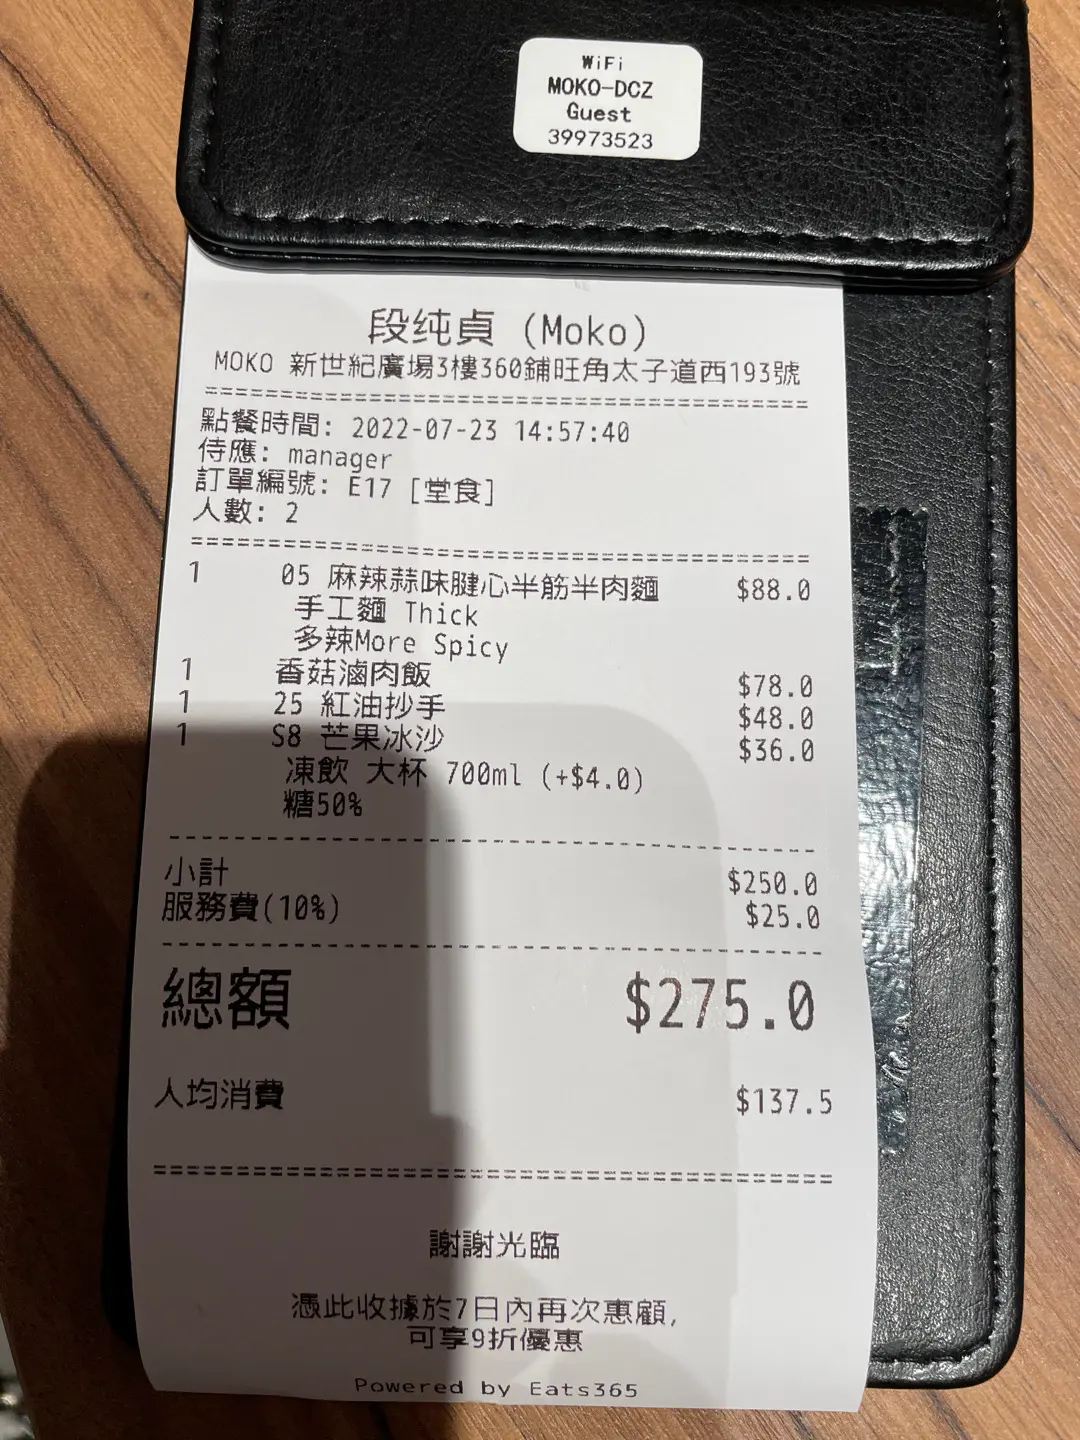 WiFi
MOKO-DCZ
Guest
39973523
段纯貞 (Moko)
MOKO 新世紀廣場3樓360鋪旺角太子道西193號
點餐時間: 2022-07-23 14:57:40
侍應: manager
訂單編號: E17 [堂食]
人數: 2
1 05 麻辣蒜味腱心半筋半肉麵 $88.0
手工麵 Thick
多辣More Spicy
1 香菇滷肉飯 $78.0
1 25 紅油抄手 $48.0
1 S8 芒果冰沙 $36.0
凍飲 大杯 700ml (+$4.0)
糖50%
小計 $250.0
服務費(10%) $25.0
總額 $275.0
人均消費 $137.5
謝謝光臨
憑此收據於7日內再次惠顧,
可享9折優惠
Powered by Eats365